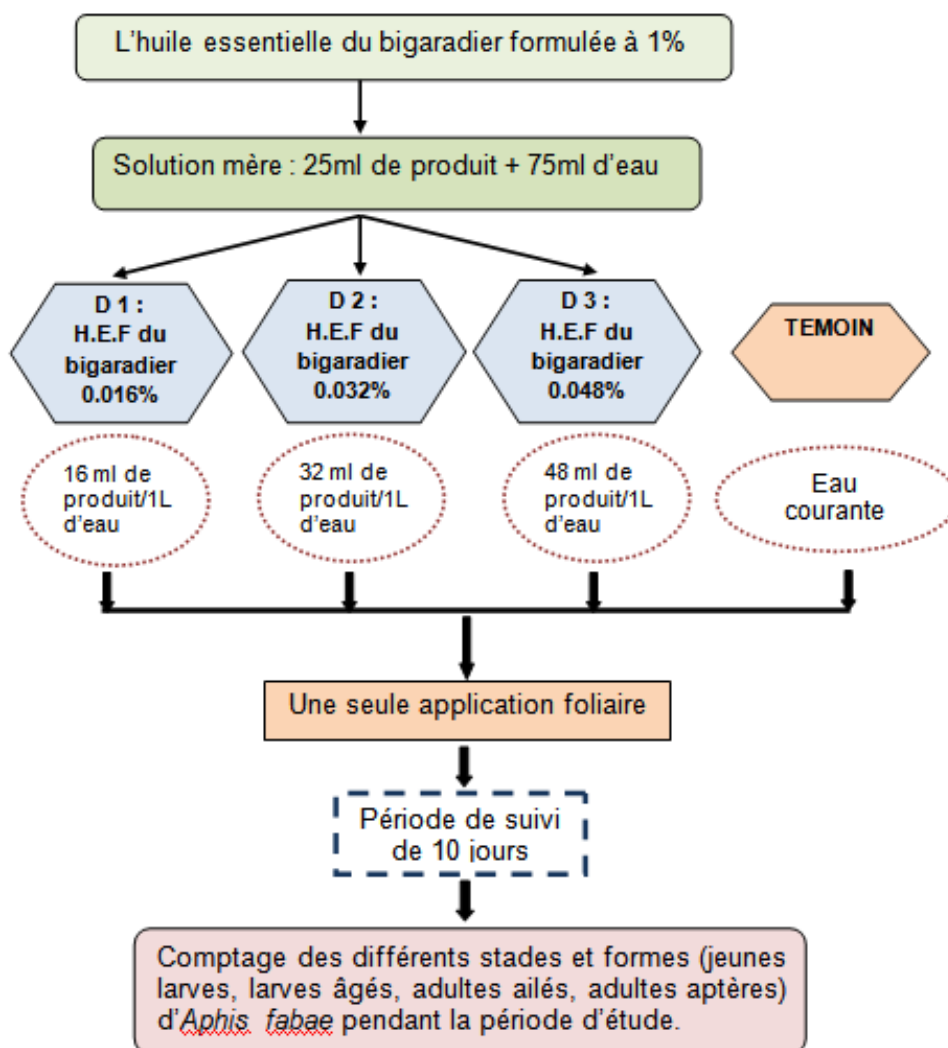 L'huile essentielle du bigaradier formulée à 1%
Solution mère : 25ml de produit + 75ml d'eau
D 1 :
H.E.F du
bigaradier
0.016%
D 2 :
H.E.F du
bigaradier
0.032%
D 3 :
H.E.F du
bigaradier
0.048%
TEMOIN
16 ml de
produit/1L
d'eau
32 ml de
produit/1L
d'eau
48 ml de
produit/1L
d'eau
Eau
courante
Une seule application foliaire
Période de suivi
de 10 jours
Comptage des différents stades et formes (jeunes
larves, larves âgés, adultes ailés, adultes aptères)
d'Aphis fabae pendant la période d'étude.